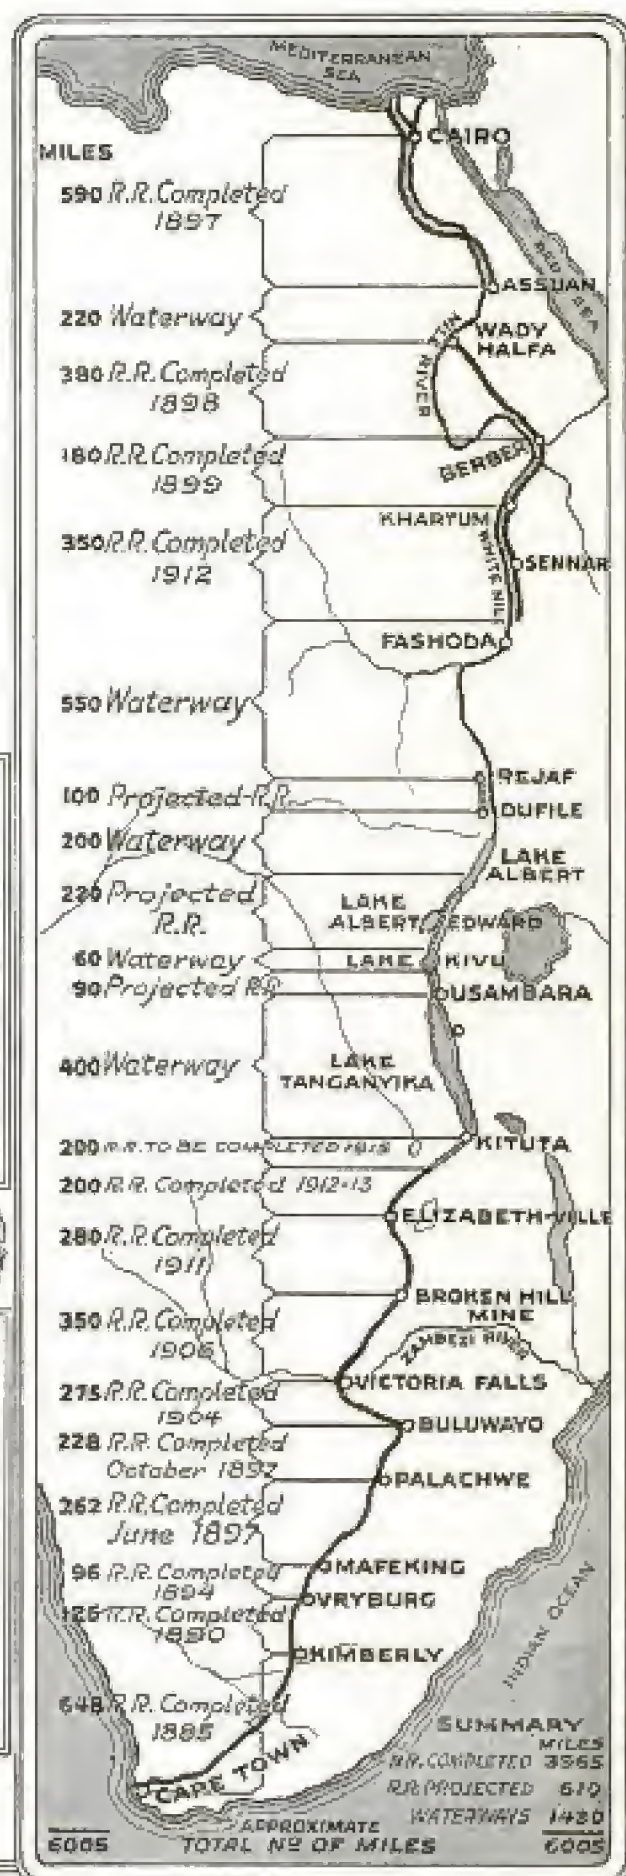 MEDITERRANEAN
SEA
CAIRO
MILES
590 R.R. Completed
1897
RED SEA
ASSUAN
220 Waterway
NILE
RIVER
WADY
HALFA
380 R.R. Completed
1898
180 R.R. Completed
1899
BERBER
KHARTUM
350 R.R. Completed
1912
WHITE NILE
SENNAR
FASHODA
550 Waterway
REJAF
100 Projected R.R.
DUFILE
200 Waterway
LAKE
ALBERT
220 Projected
R.R.
LAKE
ALBERT EDWARD
60 Waterway
LAKE KIVU
90 Projected R.R.
USAMBARA
400 Waterway
LAKE
TANGANYIKA
200 R.R. TO BE COMPLETED
KITUTA
200 R.R. Completed 1912-13
ELIZABETH-VILLE
280 R.R. Completed
1911
BROKEN HILL
MINE
350 R.R. Completed
1906
ZAMBEZI RIVER
VICTORIA FALLS
275 R.R. Completed
1904
BULUWAYO
228 R.R. Completed
October 1897
PALACHWE
262 R.R. Completed
June 1897
MAFEKING
96 R.R. Completed
1894
VRYBURG
126 R.R. Completed
1890
KIMBERLY
INDIAN OCEAN
648 R.R. Completed
1885
CAPE TOWN
SUMMARY
MILES
R.R. COMPLETED 3965
R.R. PROJECTED 610
WATERWAYS 1430
6005 APPROXIMATE
TOTAL Nº OF MILES 6005